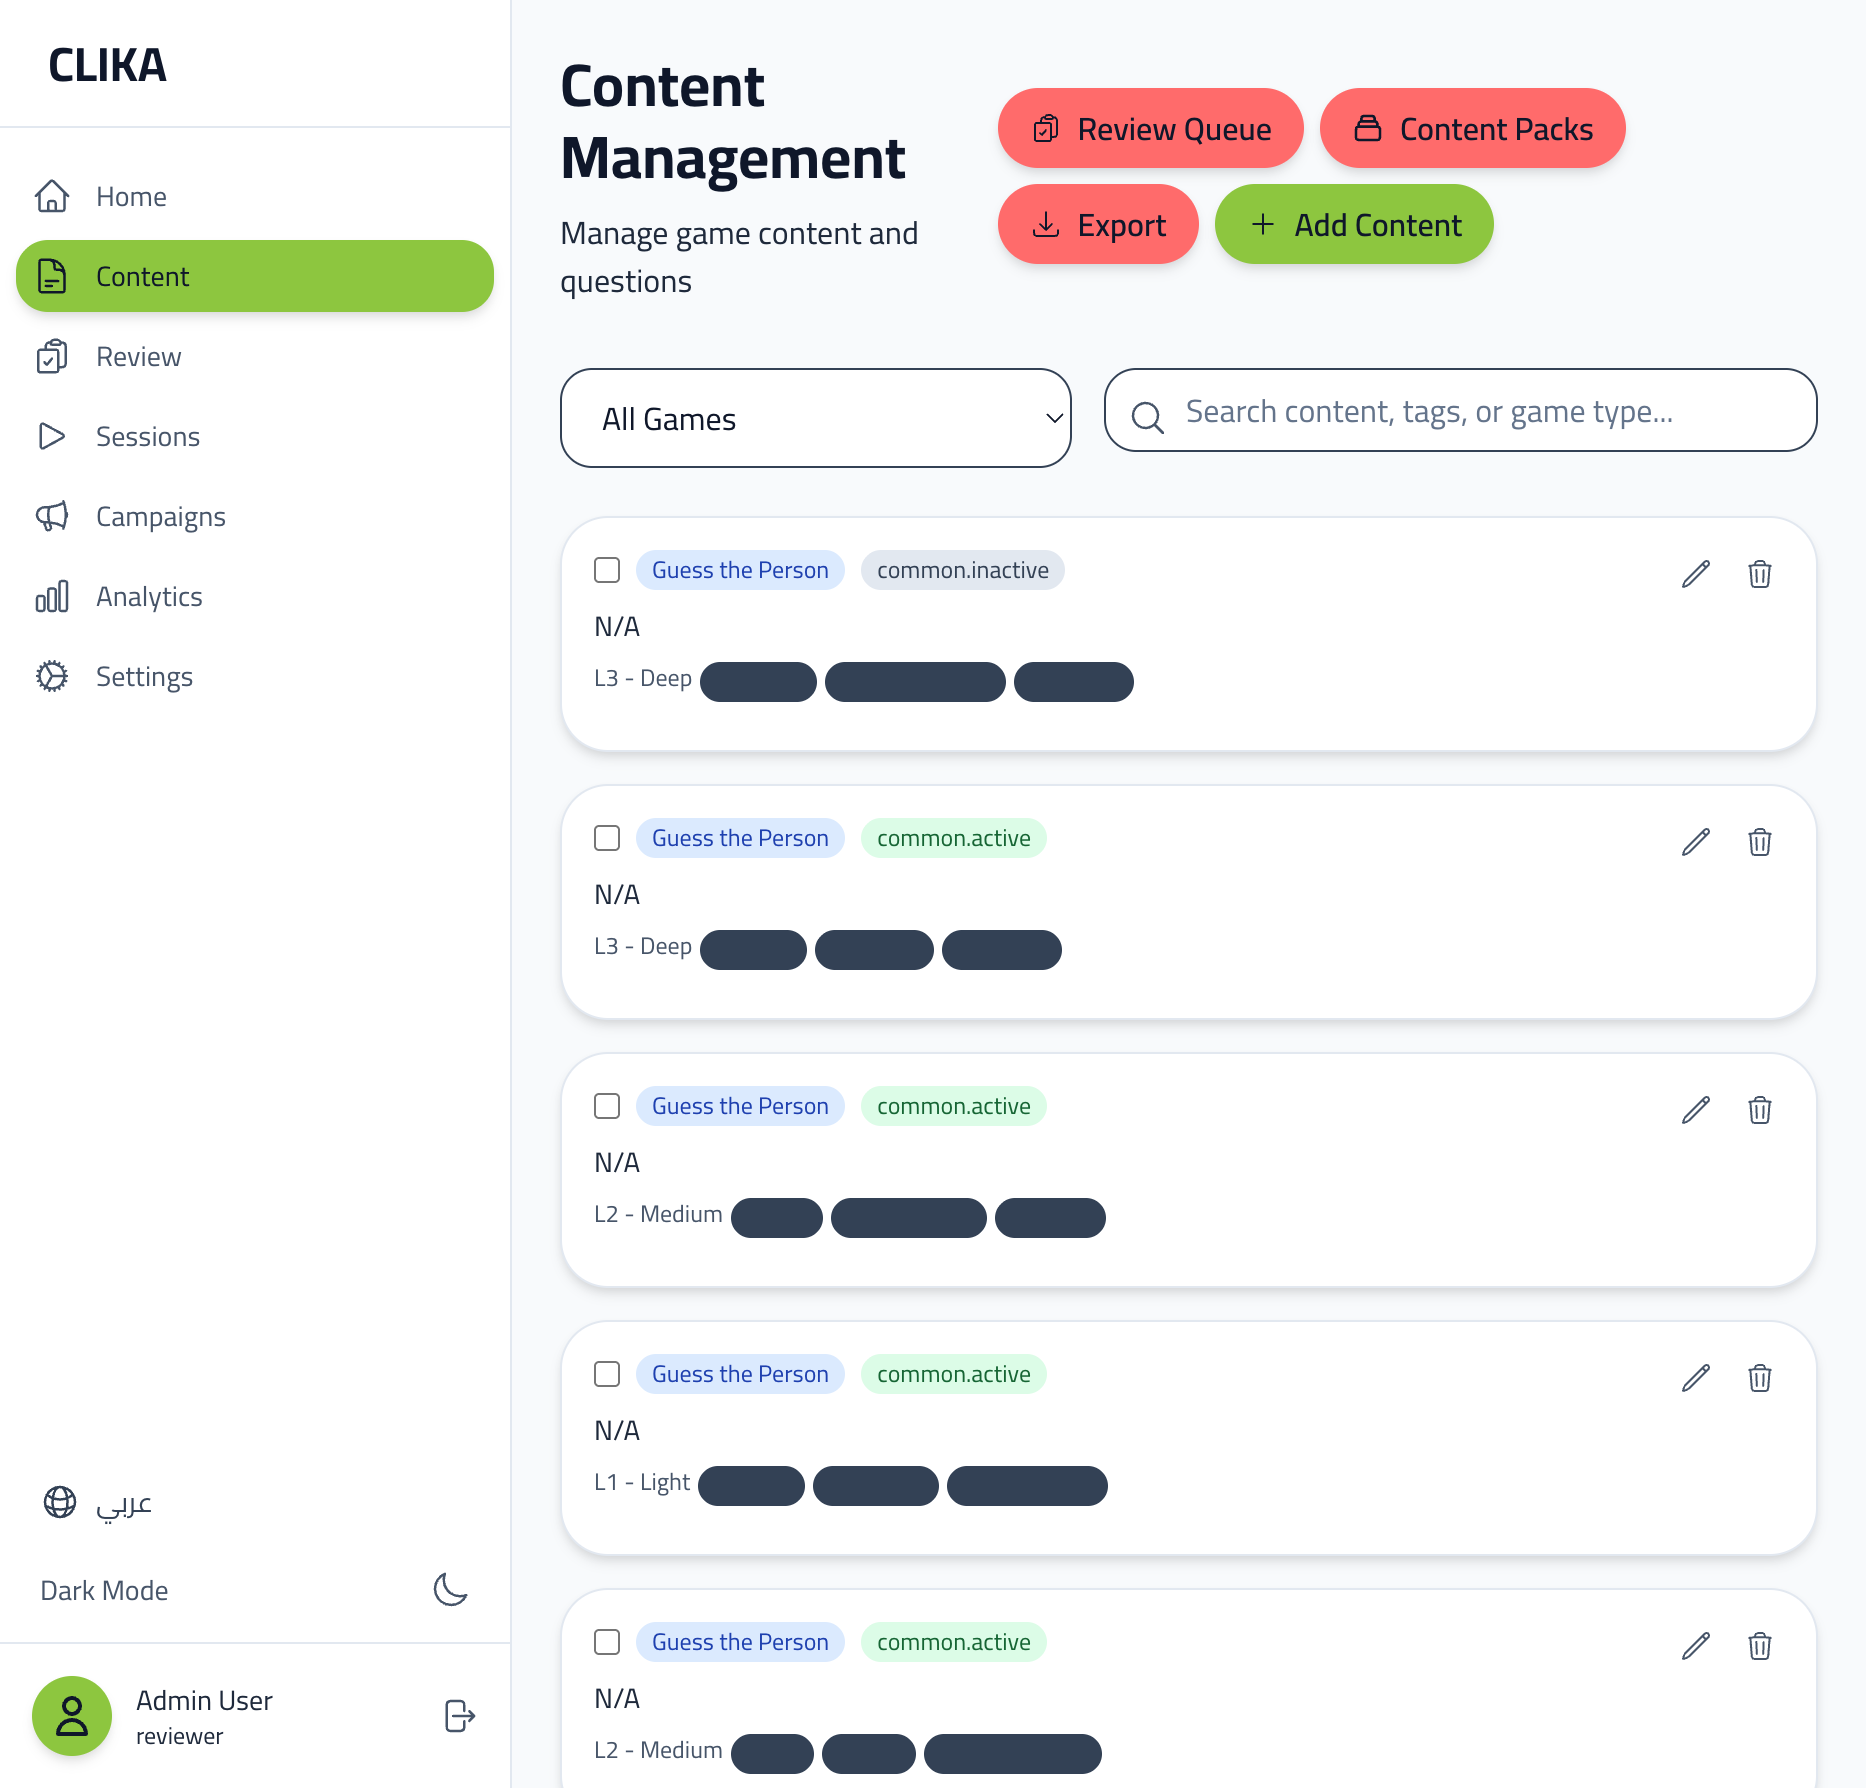 CLIKA
Home
Content
Review
Sessions
Campaigns
Analytics
Settings
عربي
Dark Mode
Admin User
reviewer
Content
Management
Manage game content and
questions
Review Queue
Content Packs
Export
Add Content
All Games
Search content, tags, or game type...
Guess the Person common.inactive
N/A
L3 - Deep
Guess the Person common.active
N/A
L3 - Deep
Guess the Person common.active
N/A
L2 - Medium
Guess the Person common.active
N/A
L1 - Light
Guess the Person common.active
N/A
L2 - Medium